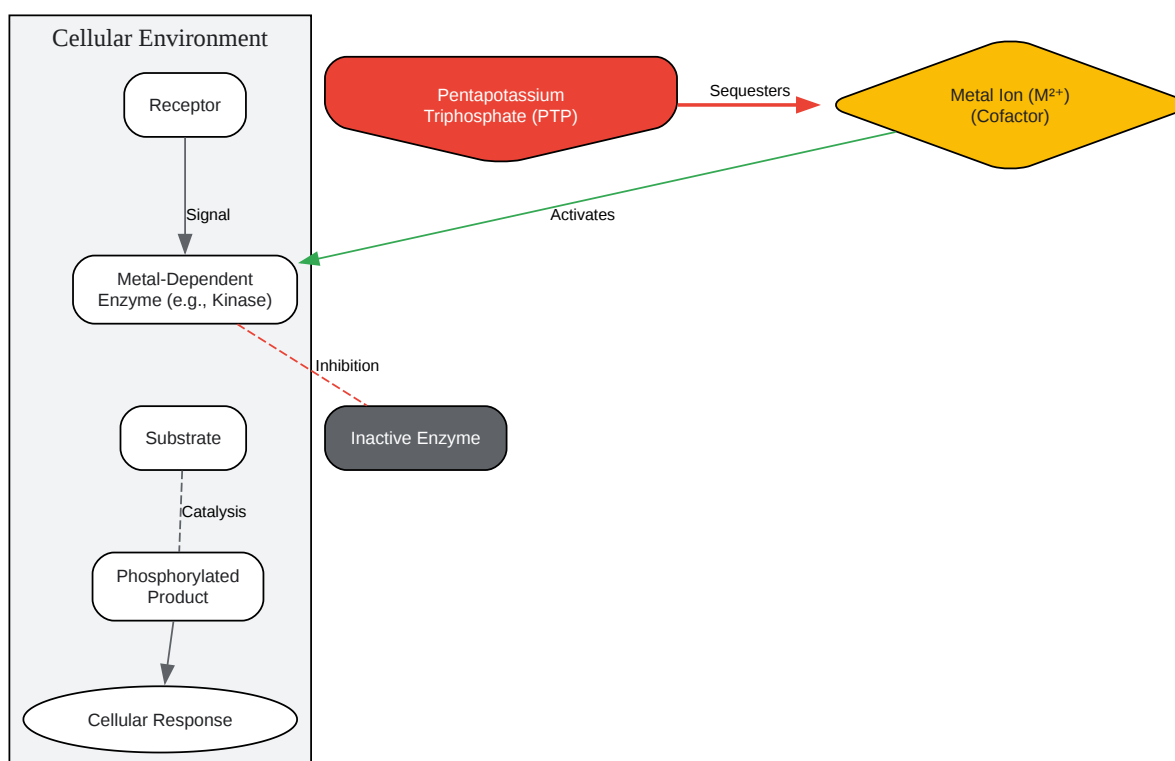 Cellular Environment
Receptor
Pentapotassium
Triphosphate (PTP)
Sequesters
Metal Ion (M²⁺)
(Cofactor)
Signal
Activates
Metal-Dependent
Enzyme (e.g., Kinase)
Inhibition
Substrate
Inactive Enzyme
Catalysis
Phosphorylated
Product
Cellular Response